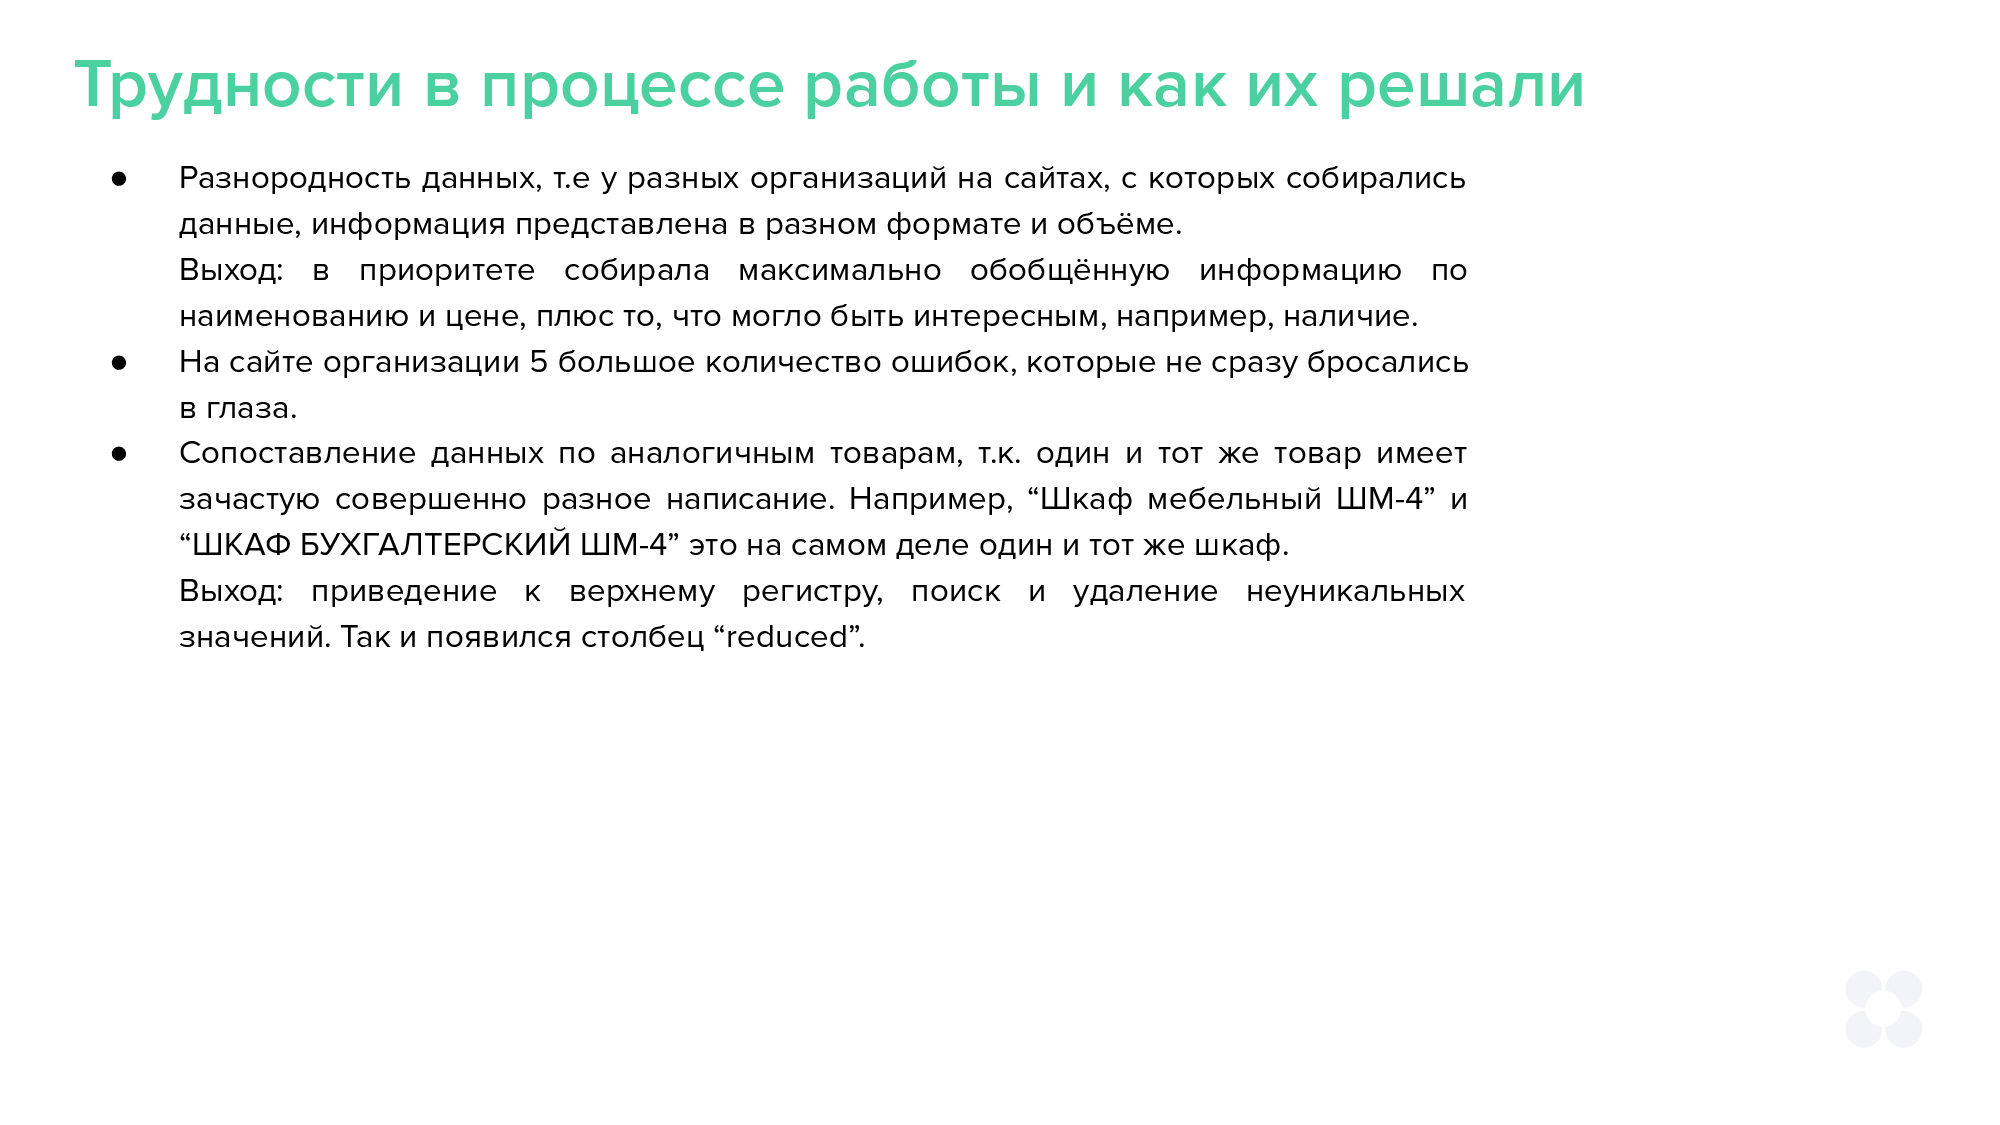 Трудности в процессе работы и как их решали
● Разнородность данных, т.е у разных организаций на сайтах, с которых собирались
данные, информация представлена в разном формате и объёме.
Выход: в приоритете собирала максимально обобщённую информацию по
наименованию и цене, плюс то, что могло быть интересным, например, наличие.
● На сайте организации 5 большое количество ошибок, которые не сразу бросались
в глаза.
● Сопоставление данных по аналогичным товарам, т.к. один и тот же товар имеет
зачастую совершенно разное написание. Например, “Шкаф мебельный ШМ-4” и
“ШКАФ БУХГАЛТЕРСКИЙ ШМ-4” это на самом деле один и тот же шкаф.
Выход: приведение к верхнему регистру, поиск и удаление неуникальных
значений. Так и появился столбец “reduced”.